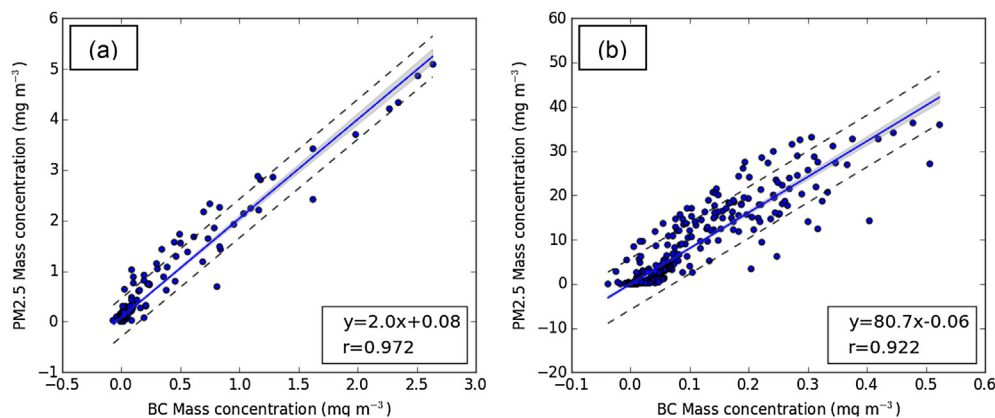 (a)
PM2.5 Mass concentration (mg m⁻³)
6
5
4
3
2
1
0
−1
y=2.0x+0.08
r=0.972
−0.5 0.0 0.5 1.0 1.5 2.0 2.5 3.0
BC Mass concentration (mg m⁻³)
(b)
PM2.5 Mass concentration (mg m⁻³)
60
50
40
30
20
10
0
−10
−20
y=80.7x-0.06
r=0.922
−0.1 0.0 0.1 0.2 0.3 0.4 0.5 0.6
BC Mass concentration (mg m⁻³)